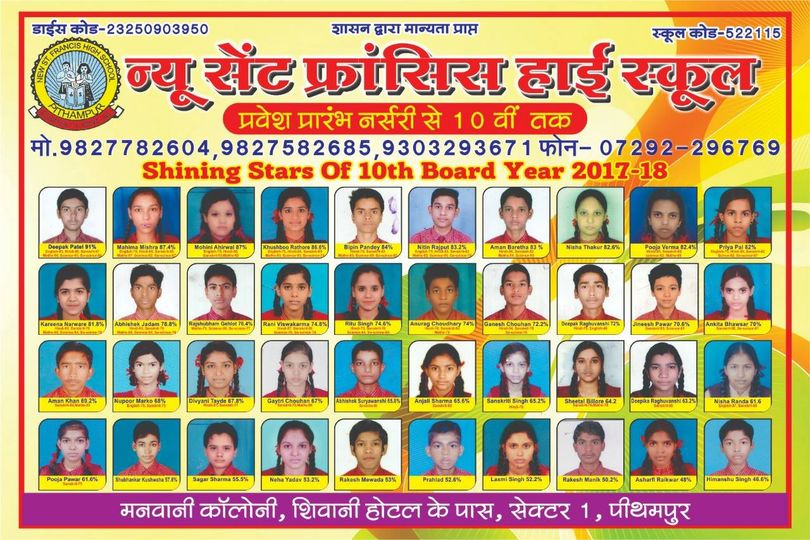 डाईस कोड-23250903950 शासन द्वारा मान्यता प्राप्त स्कूल कोड-522115
NEW ST. FRANCIS HIGH SCHOOL
PITHAMPUR
न्यू सेंट फ्रांसिस हाई स्कूल
प्रवेश प्रारंभ नर्सरी से 10 वीं तक
मो.9827782604,9827582685,9303293671 फोन- 07292-296769
Shining Stars Of 10th Board Year 2017-18
Deepak Patel 91% Mahima Mishra 87.4% Mohini Ahirwal 87% Khushboo Rathore 86.6% Bipin Pandey 84% Nitin Rajput 83.2% Aman Baretha 83 % Nisha Thakur 82.6% Pooja Verma 82.4% Priya Pal 82%
Kareena Narware 81.8% Abhishek Jadam 78.8% Rajshubham Gehlot 76.4% Rani Viswakarma 74.8% Ritu Singh 74.6% Anurag Choudhary 74% Ganesh Chouhan 72.2% Deepak Raghuvanshi 72% Jineesh Pawar 70.6% Ankita Bhawsar 70%
Aman Khan 69.2% Nupoor Marko 68% Divyani Tayde 67.8% Gaytri Chouhan 67% Abhishek Suryawanshi 65.8% Anjali Sharma 65.6% Sanskriti Singh 65.2% Sheetal Billore 64.2 Deepika Raghuvanshi 63.2% Nisha Randa 61.6
Pooja Pawar 61.6% Shubhankar Kushwsha 57.8% Sagar Sharma 55.5% Neha Yadav 53.2% Rakesh Mewada 53% Prahlad 52.6% Laxmi Singh 52.2% Rakesh Manik 50.2% Asharfi Raikwar 48% Himanshu Singh 46.6%
मनवानी कॉलोनी, शिवानी होटल के पास, सेक्टर 1, पीथमपुर